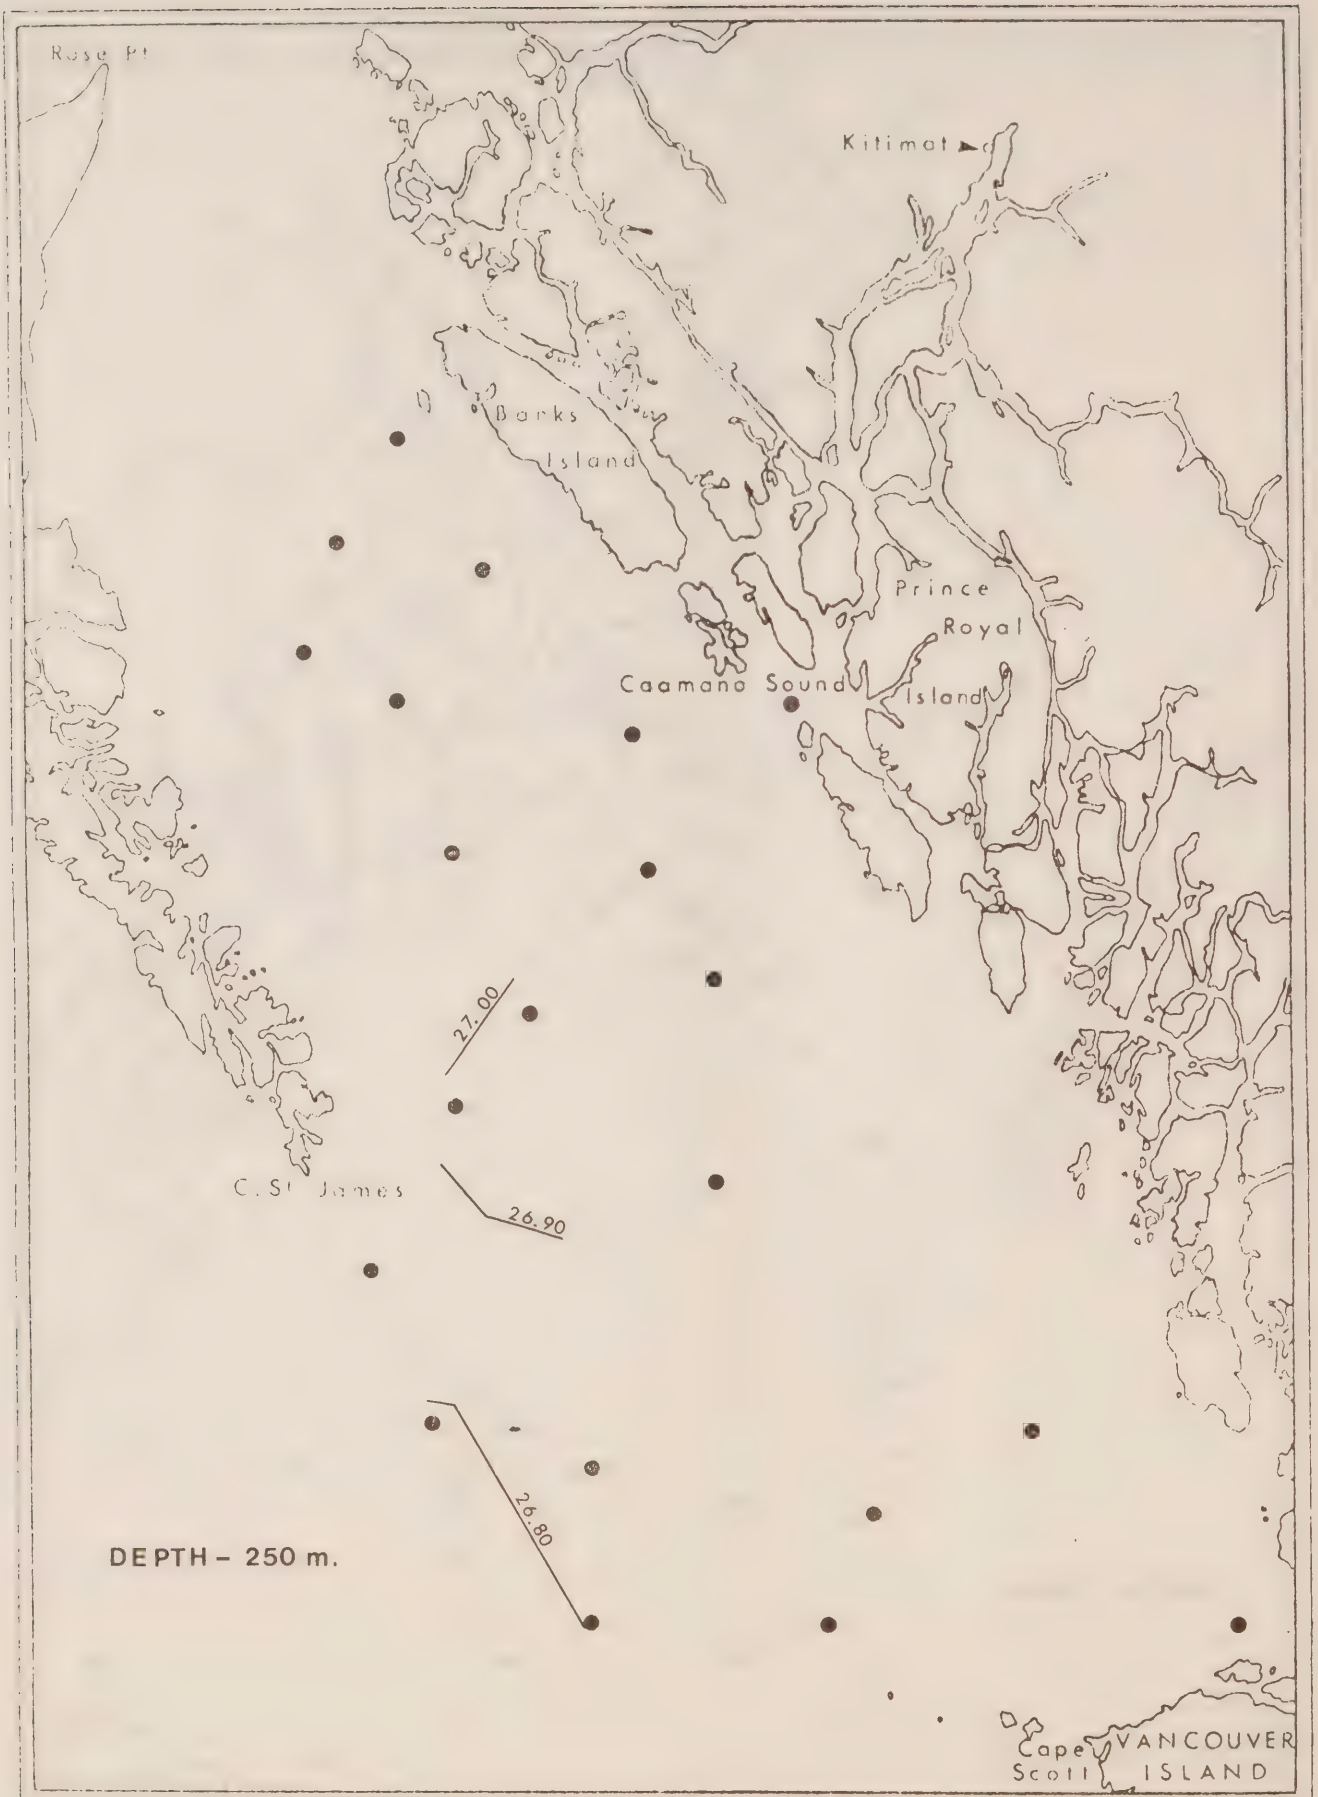 Rose Pt
Kitimat
Banks
Island
Prince
Royal
Island
Caamano Sound
27.00
C. St James
26.90
26.80
DEPTH – 250 m.
Cape
Scott
VANCOUVER
ISLAND